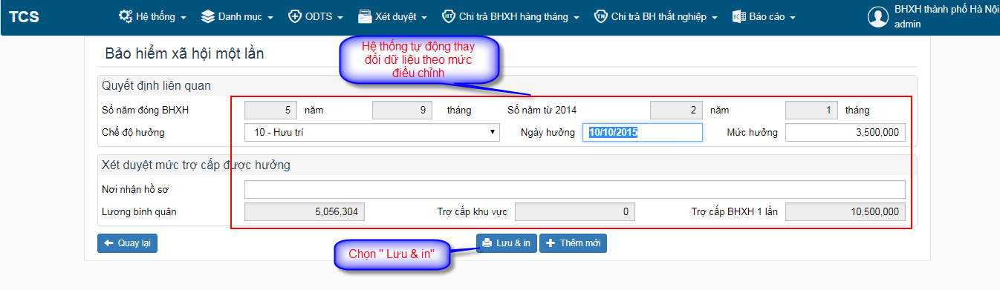 TCS Hệ thống Danh mục ODTS Xét duyệt Chi trả BHXH hàng tháng Chi trả BH thất nghiệp Báo cáo BHXH thành phố Hà Nội
admin
Bảo hiểm xã hội một lần
Hệ thống tự động thay
đổi dữ liệu theo mức
điều chỉnh
Quyết định liên quan
Số năm đóng BHXH 5 năm 9 tháng Số năm từ 2014 2 năm 1 tháng
Chế độ hưởng 10 - Hưu trí Ngày hưởng 10/10/2015 Mức hưởng 3,500,000
Xét duyệt mức trợ cấp được hưởng
Nơi nhận hồ sơ
Lương bình quân 5,056,304 Trợ cấp khu vực 0 Trợ cấp BHXH 1 lần 10,500,000
Quay lại Lưu & in Thêm mới
Chọn " Lưu & in"